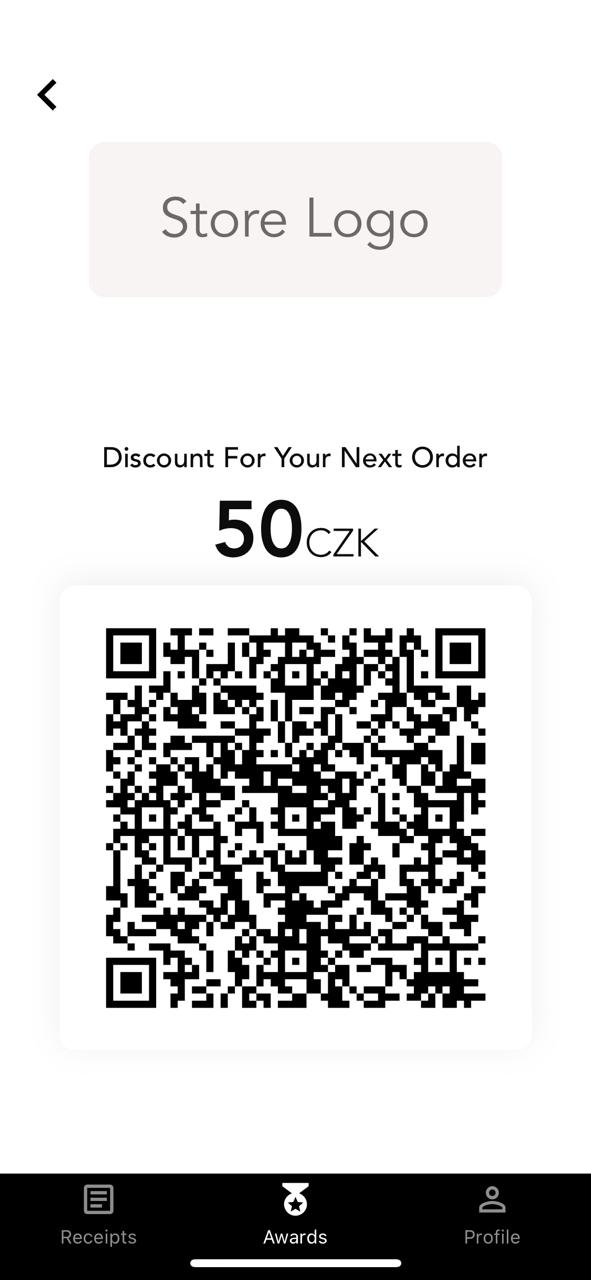 Store Logo
Discount For Your Next Order
50CZK
Receipts
Awards
Profile